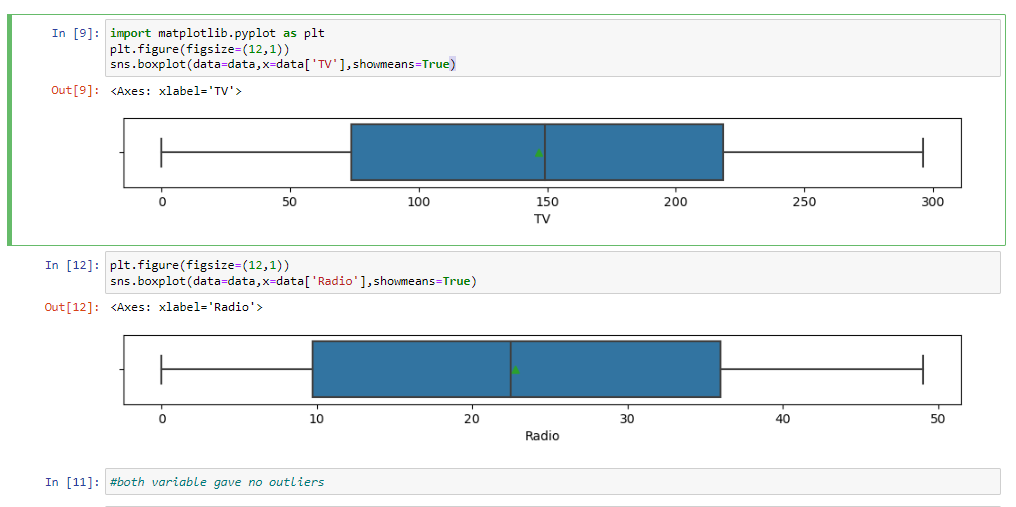 In [9]: import matplotlib.pyplot as plt
plt.figure(figsize=(12,1))
sns.boxplot(data=data,x=data['TV'],showmeans=True)
Out[9]: <Axes: xlabel='TV'>
0 50 100 150 200 250 300
TV
In [12]: plt.figure(figsize=(12,1))
sns.boxplot(data=data,x=data['Radio'],showmeans=True)
Out[12]: <Axes: xlabel='Radio'>
0 10 20 30 40 50
Radio
In [11]: #both variable gave no outliers